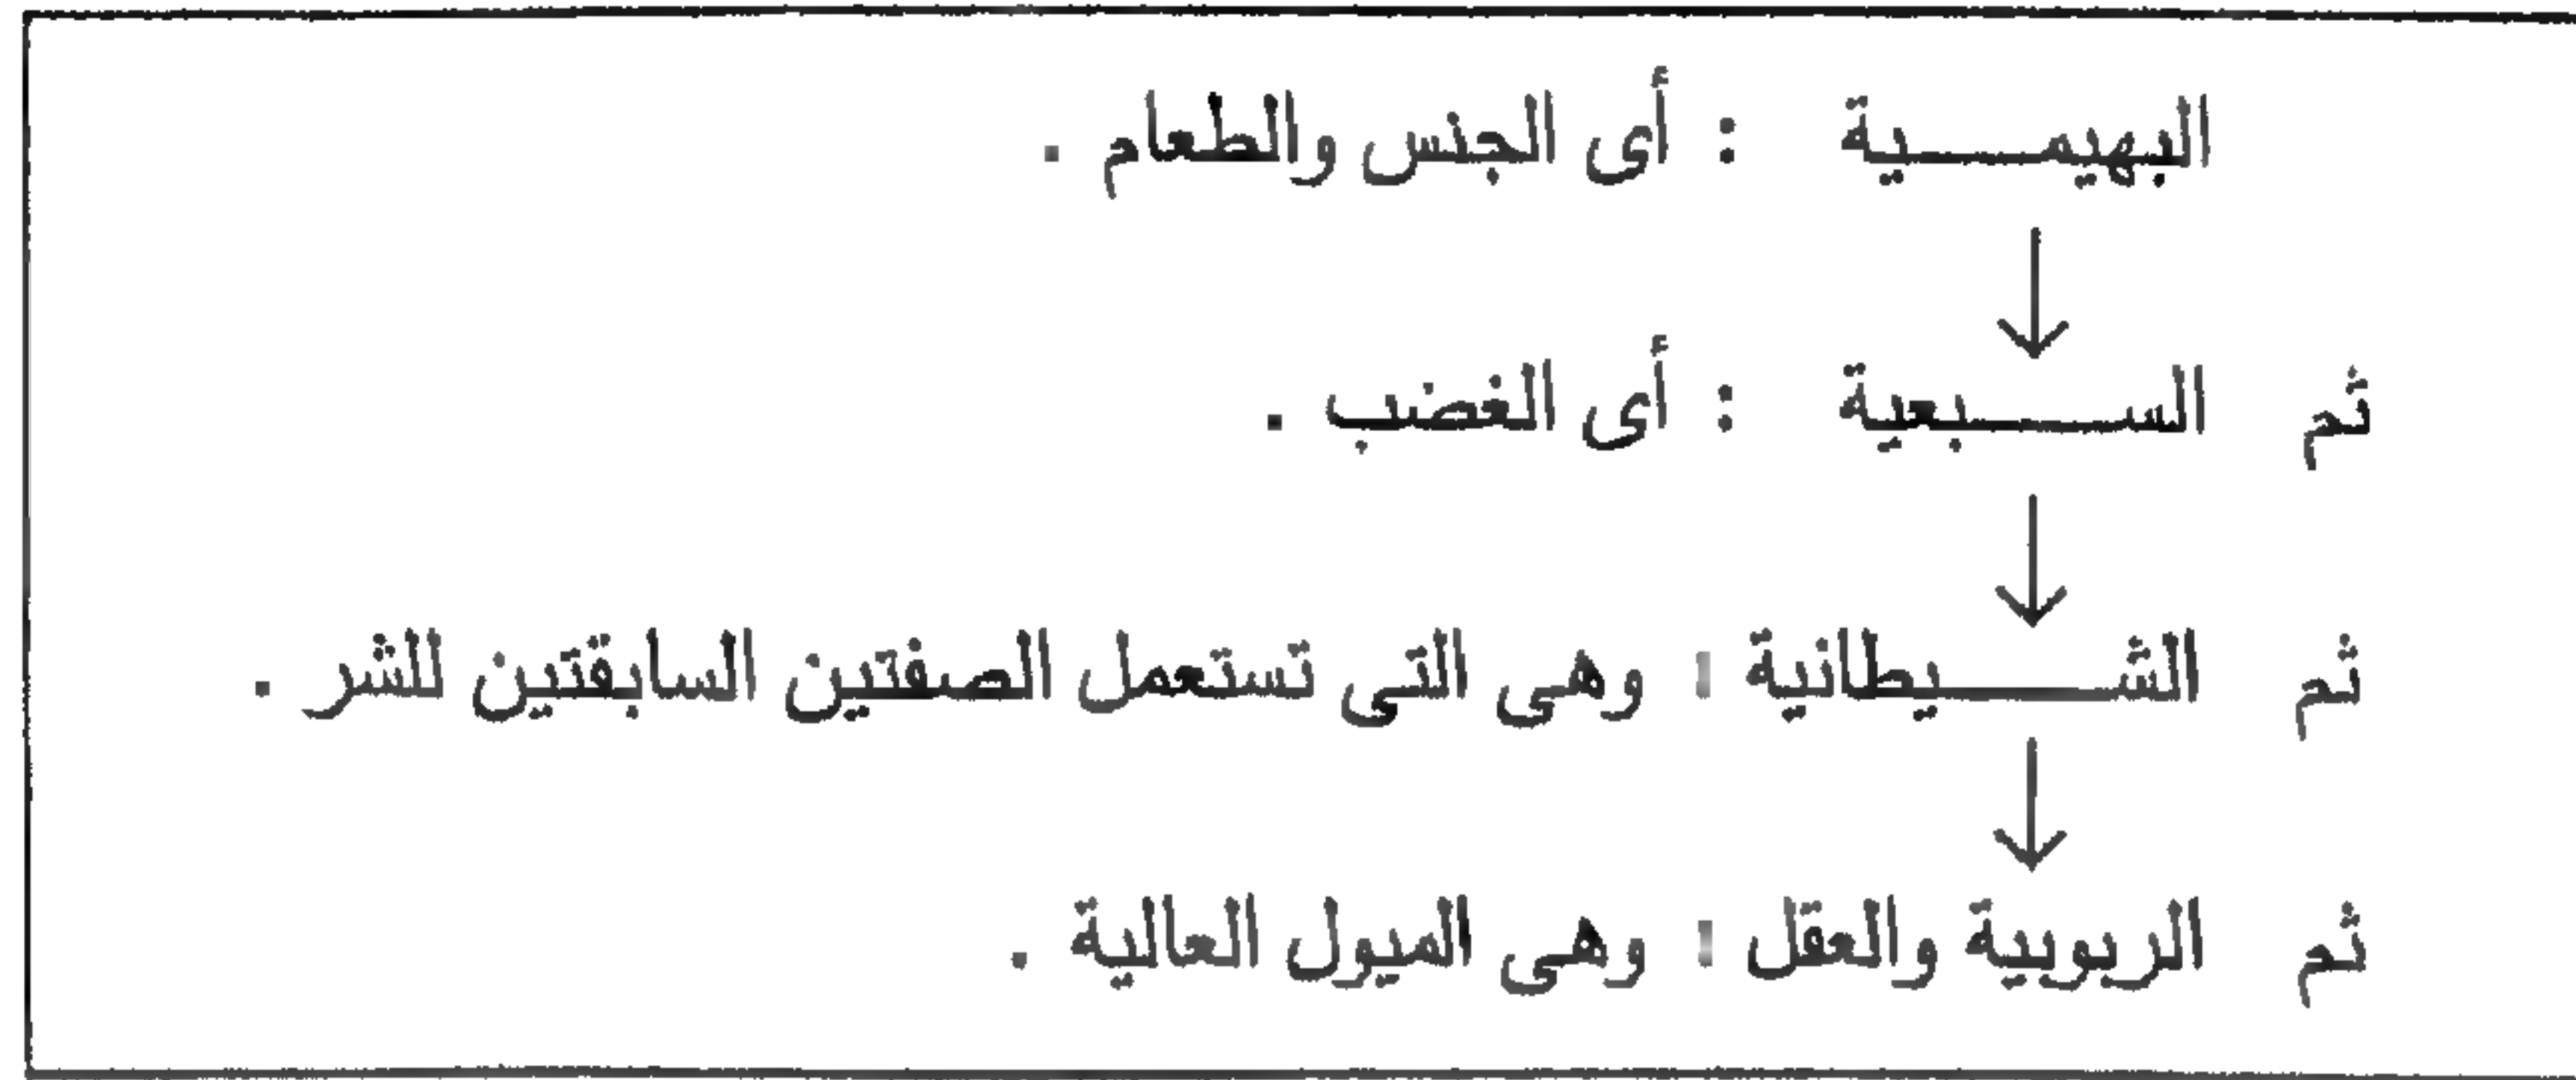 البهيمية : أى الجنس والطعام .
ثم السبعية : أى الغضب .
ثم الشيطانية : وهى التى تستعمل الصفتين السابقتين للشر .
ثم الربوبية والعقل : وهى الميول العالية .